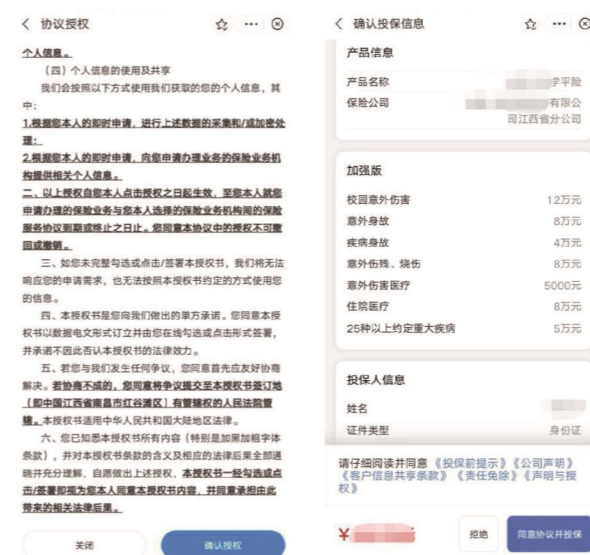 协议授权
个人信息。
（四）个人信息的使用及共享
我们会按照以下方式使用我们获取的您的个人信息，其
中：
1.根据您本人的即时申请，进行上述数据的采集和/或加密处
理；
2.根据您本人的即时申请，向您申请办理业务的保险业务机
构提供相关个人信息。
二、以上授权自您本人点击授权之日起生效，至您本人就您
申请办理的保险业务与您本人选择的保险业务机构间的保险
服务协议到期或终止之日止。您同意本协议中的授权不可撤
回或撤销。
三、如您未完整勾选或点击/签署本授权书，我们将无法
响应您的申请需求，也无法按照本授权书约定的方式使用您
的信息。
四、本授权书是您向我们做出的单方承诺。您同意本授
权书以数据电文形式订立并由您在线勾选或点击形式签署，
并承诺不因此否认本授权书的法律效力。
五、若您与我们发生任何争议，您同意首先应友好协商
解决。若协商不成的，您同意将争议提交至本授权书签订地
（即中国江西省南昌市红谷滩区）有管辖权的人民法院管
辖。本授权书适用中华人民共和国大陆地区法律。
六、您已知悉本授权书所有内容（特别是加黑加粗字体
条款），并对本授权书条款的含义及相应的法律后果全部通
晓并充分理解，自愿做出上述授权，本授权书一经勾选或点
击/签署即视为您本人同意本授权书内容，并同意承担由此
带来的相关法律后果。
关闭
确认授权
确认投保信息
产品信息
产品名称 学平险
保险公司 有限公
司江西省分公司
加强版
校园意外伤害 12万元
意外身故 8万元
疾病身故 4万元
意外伤残、烧伤 8万元
意外伤害医疗 5000元
住院医疗 8万元
25种以上约定重大疾病 5万元
投保人信息
姓名
证件类型 身份证
请仔细阅读并同意《投保前提示》《公司声明》
《客户信息共享条款》《责任免除》《声明与授
权》
¥
拒绝
同意协议并投保